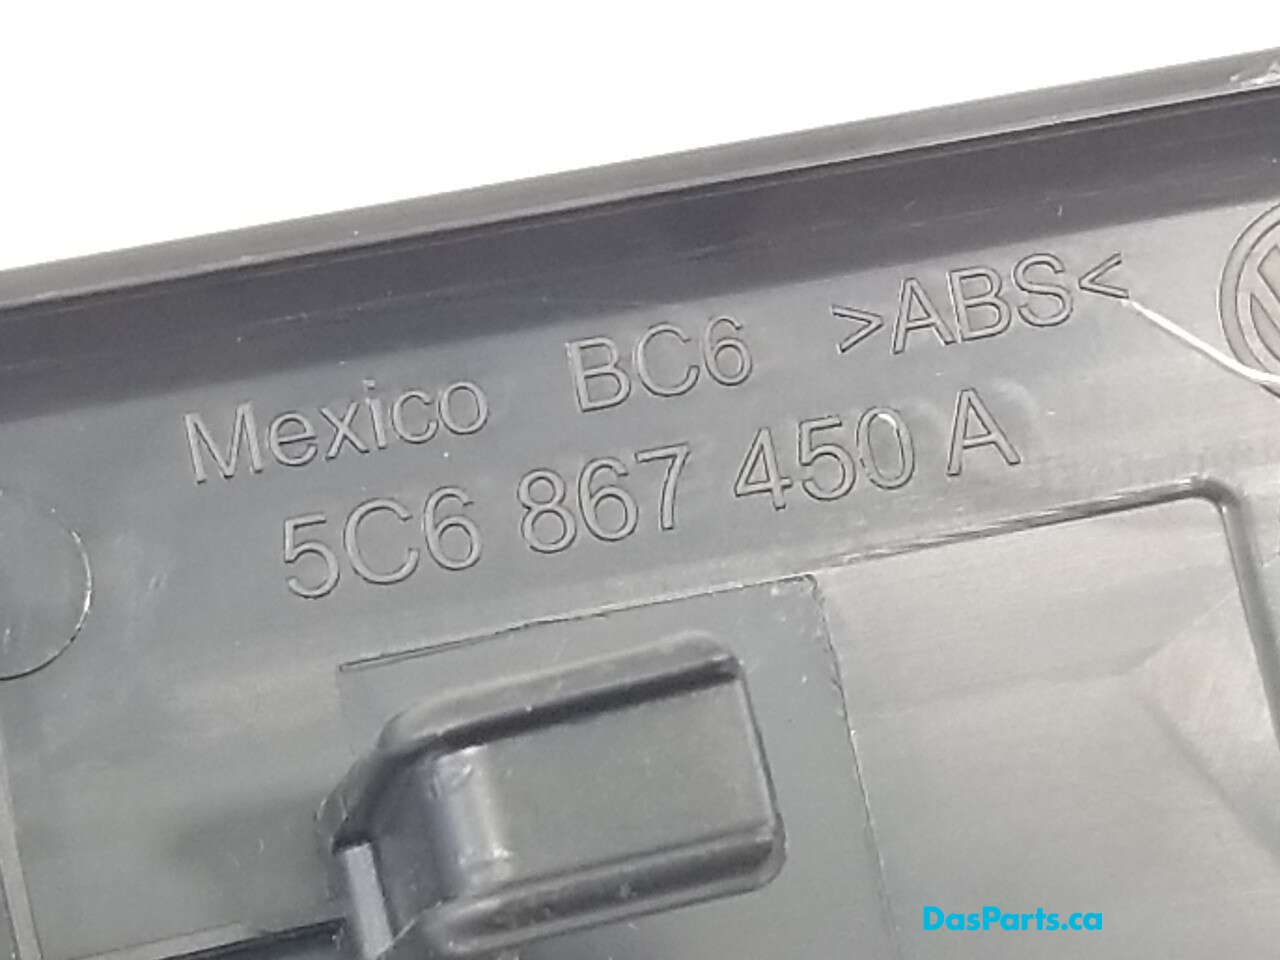 Mexico BC6 >ABS<
5C6 867 450 A
DasParts.ca